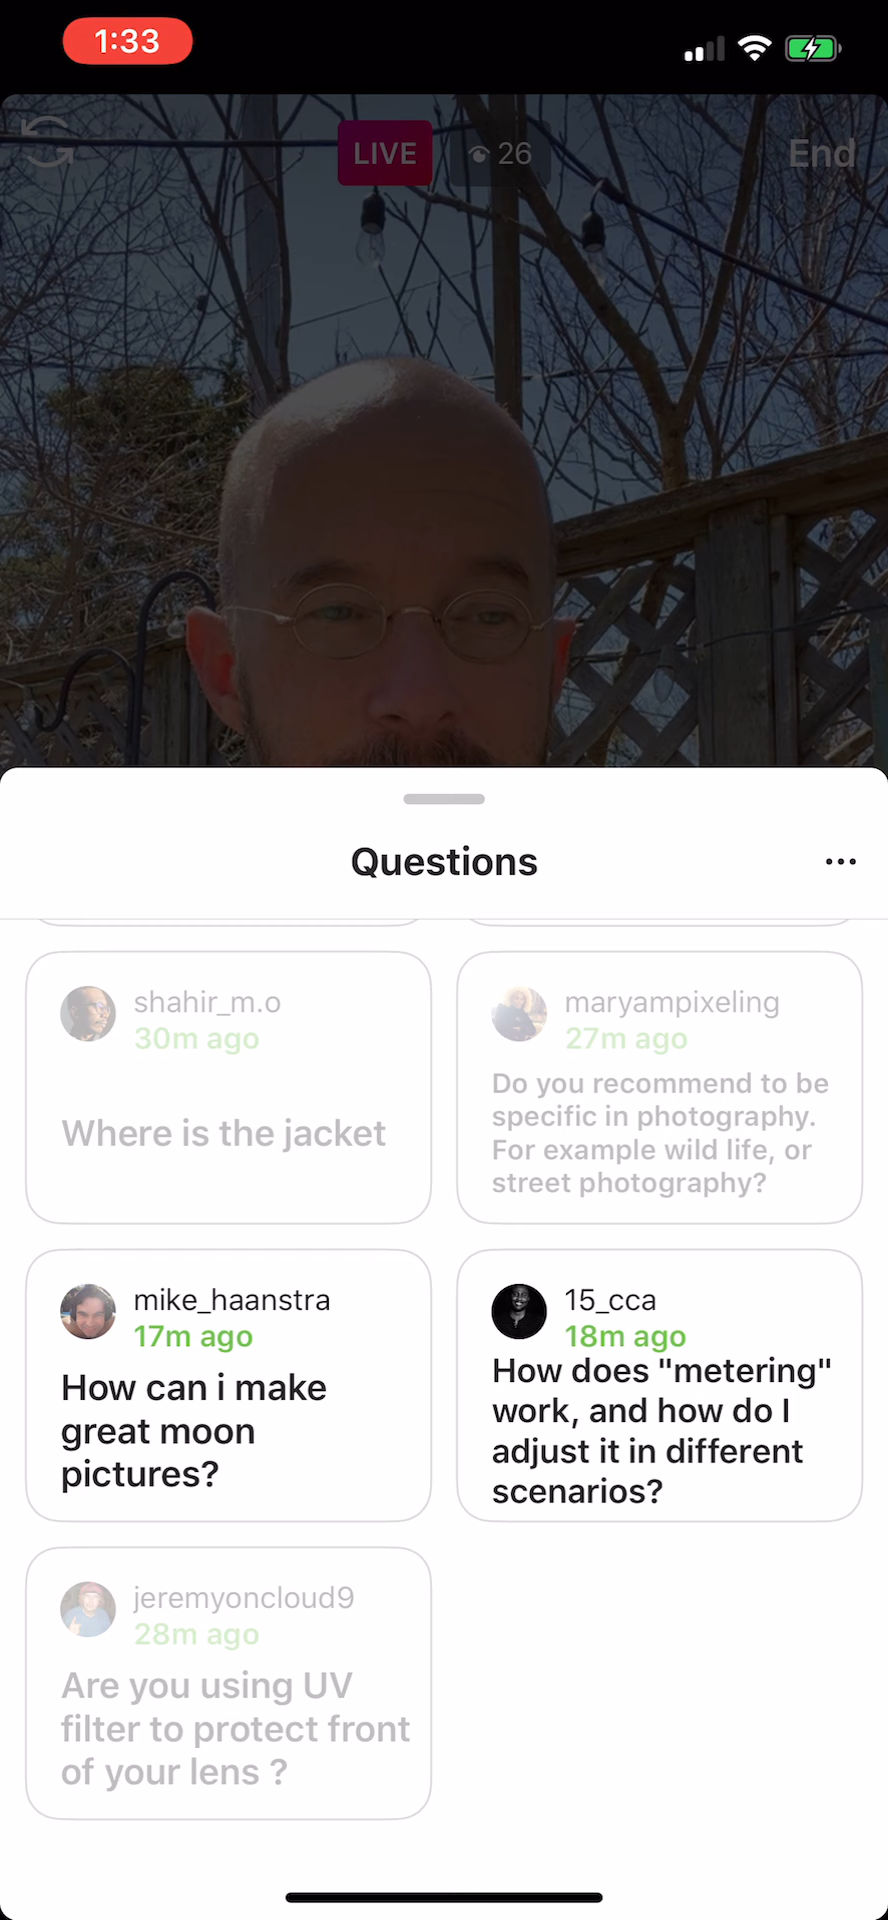 1:33
LIVE
26
End
Questions
shahir_m.o
30m ago
Where is the jacket
maryampixeling
27m ago
Do you recommend to be
specific in photography.
For example wild life, or
street photography?
mike_haanstra
17m ago
How can i make
great moon
pictures?
15_cca
18m ago
How does "metering"
work, and how do I
adjust it in different
scenarios?
jeremyoncloud9
28m ago
Are you using UV
filter to protect front
of your lens ?